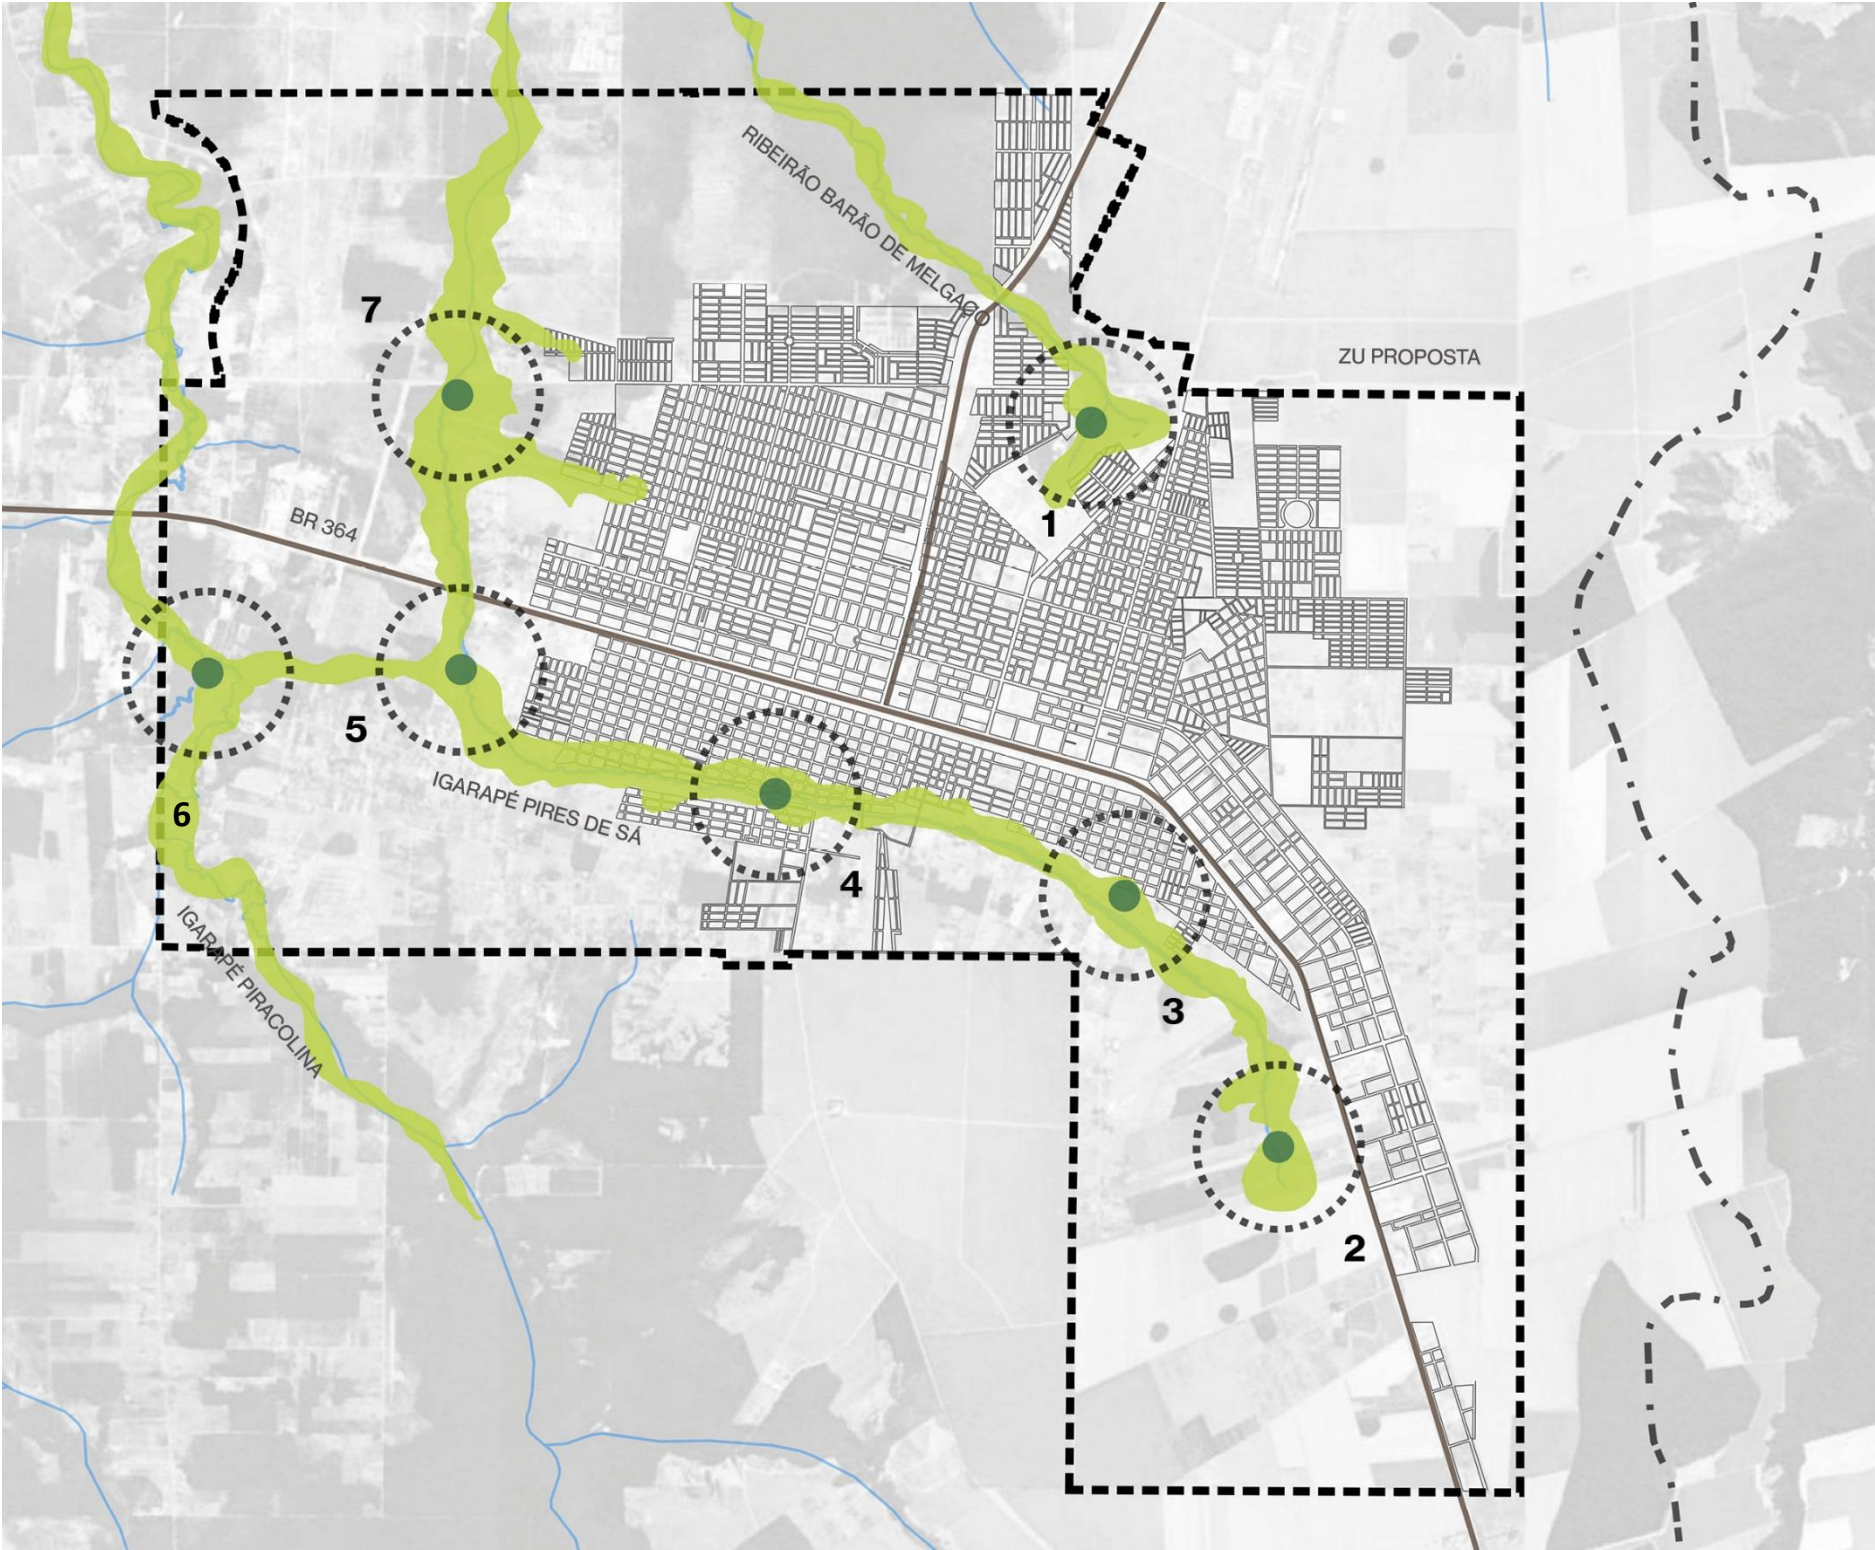 RIBEIRÃO BARÃO DE MELGAÇO
7
ZU PROPOSTA
BR 364
1
5
IGARAPÉ PIRES DE SÁ
6
4
IGARAPÉ PIRACOLINA
3
2